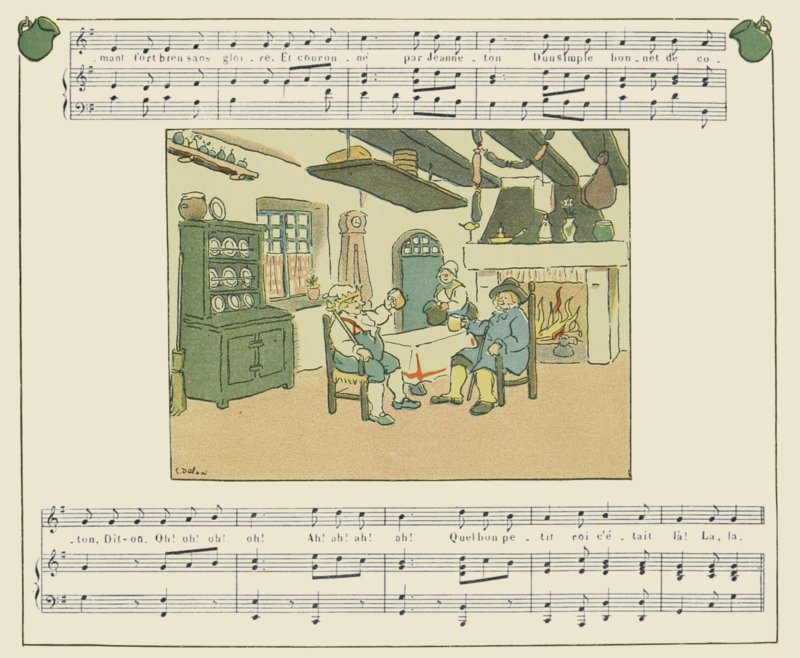 mant fort bien sans gloi - re. Et couron - né par Jeanne - ton D'un simple bon - net de co -
C. Delaw
- ton, Dit-on. Oh! oh! oh! oh! Ah! ah! ah! ah! Quel bon pe - tit roi c'é - tait là! La, la.